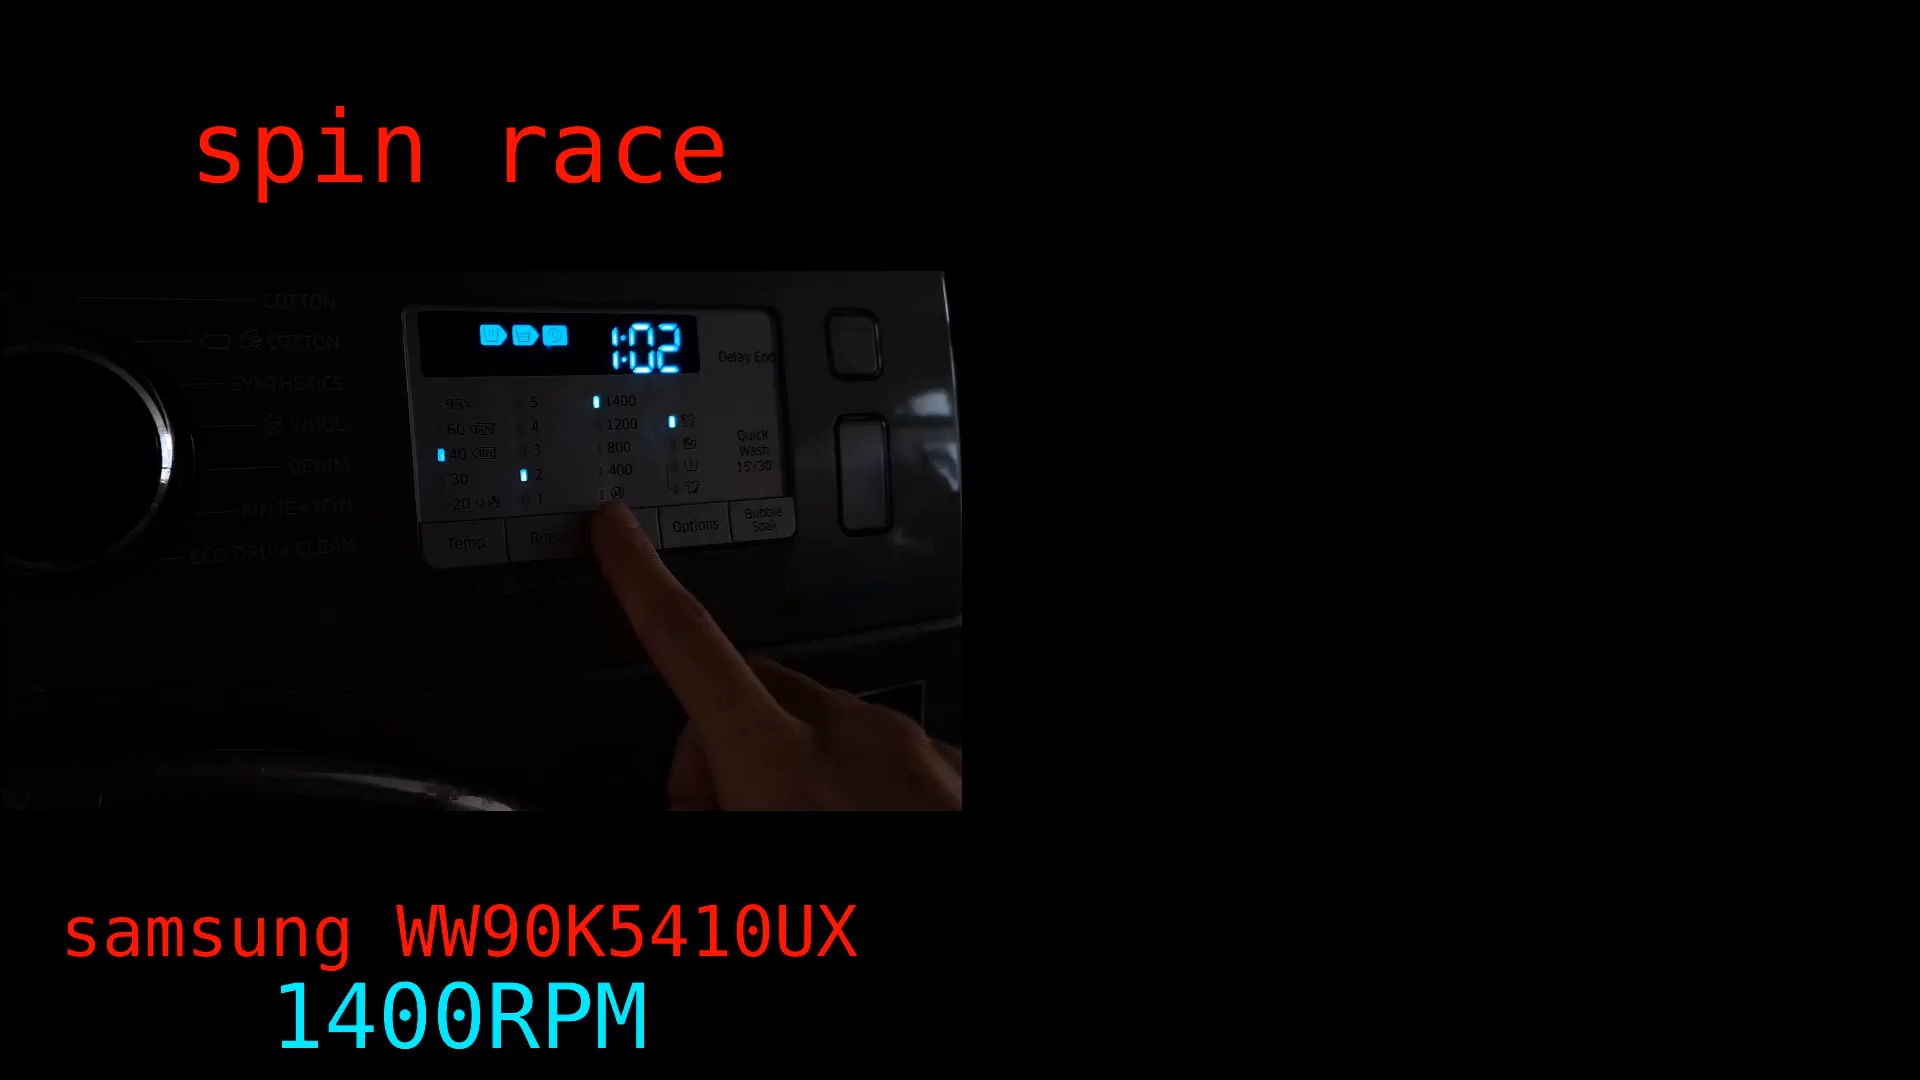 spin race
COTTON
COTTON
SYNTHETICS
WOOL
DENIM
RINSE+SPIN
ECO DRUM CLEAN
1:02
Delay End
95°c
60 60%
40
30
20
5
4
3
2
1
1400
1200
800
400
Quick
Wash
15'/30'
Temp
Rinse
Options
Bubble
Soak
samsung WW90K5410UX
1400RPM